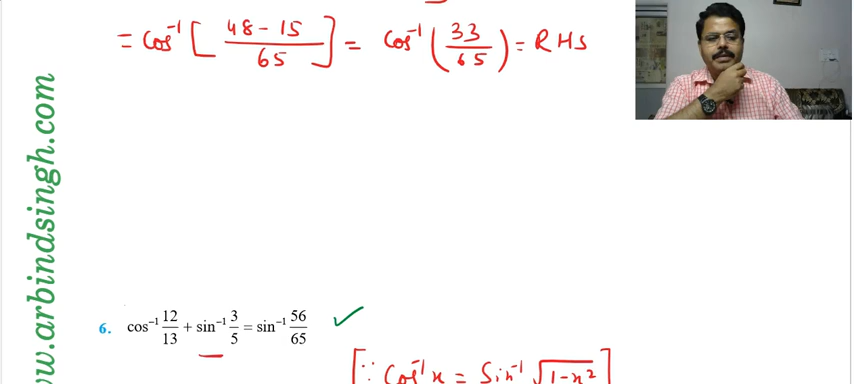 = cos⁻¹ [ 48 - 15 / 65 ] = cos⁻¹ ( 33 / 65 ) = RHS
www.arbindsingh.com
6. cos⁻¹ 12/13 + sin⁻¹ 3/5 = sin⁻¹ 56/65 ✓
[∵ cos⁻¹ x = sin⁻¹ √1-x² ]